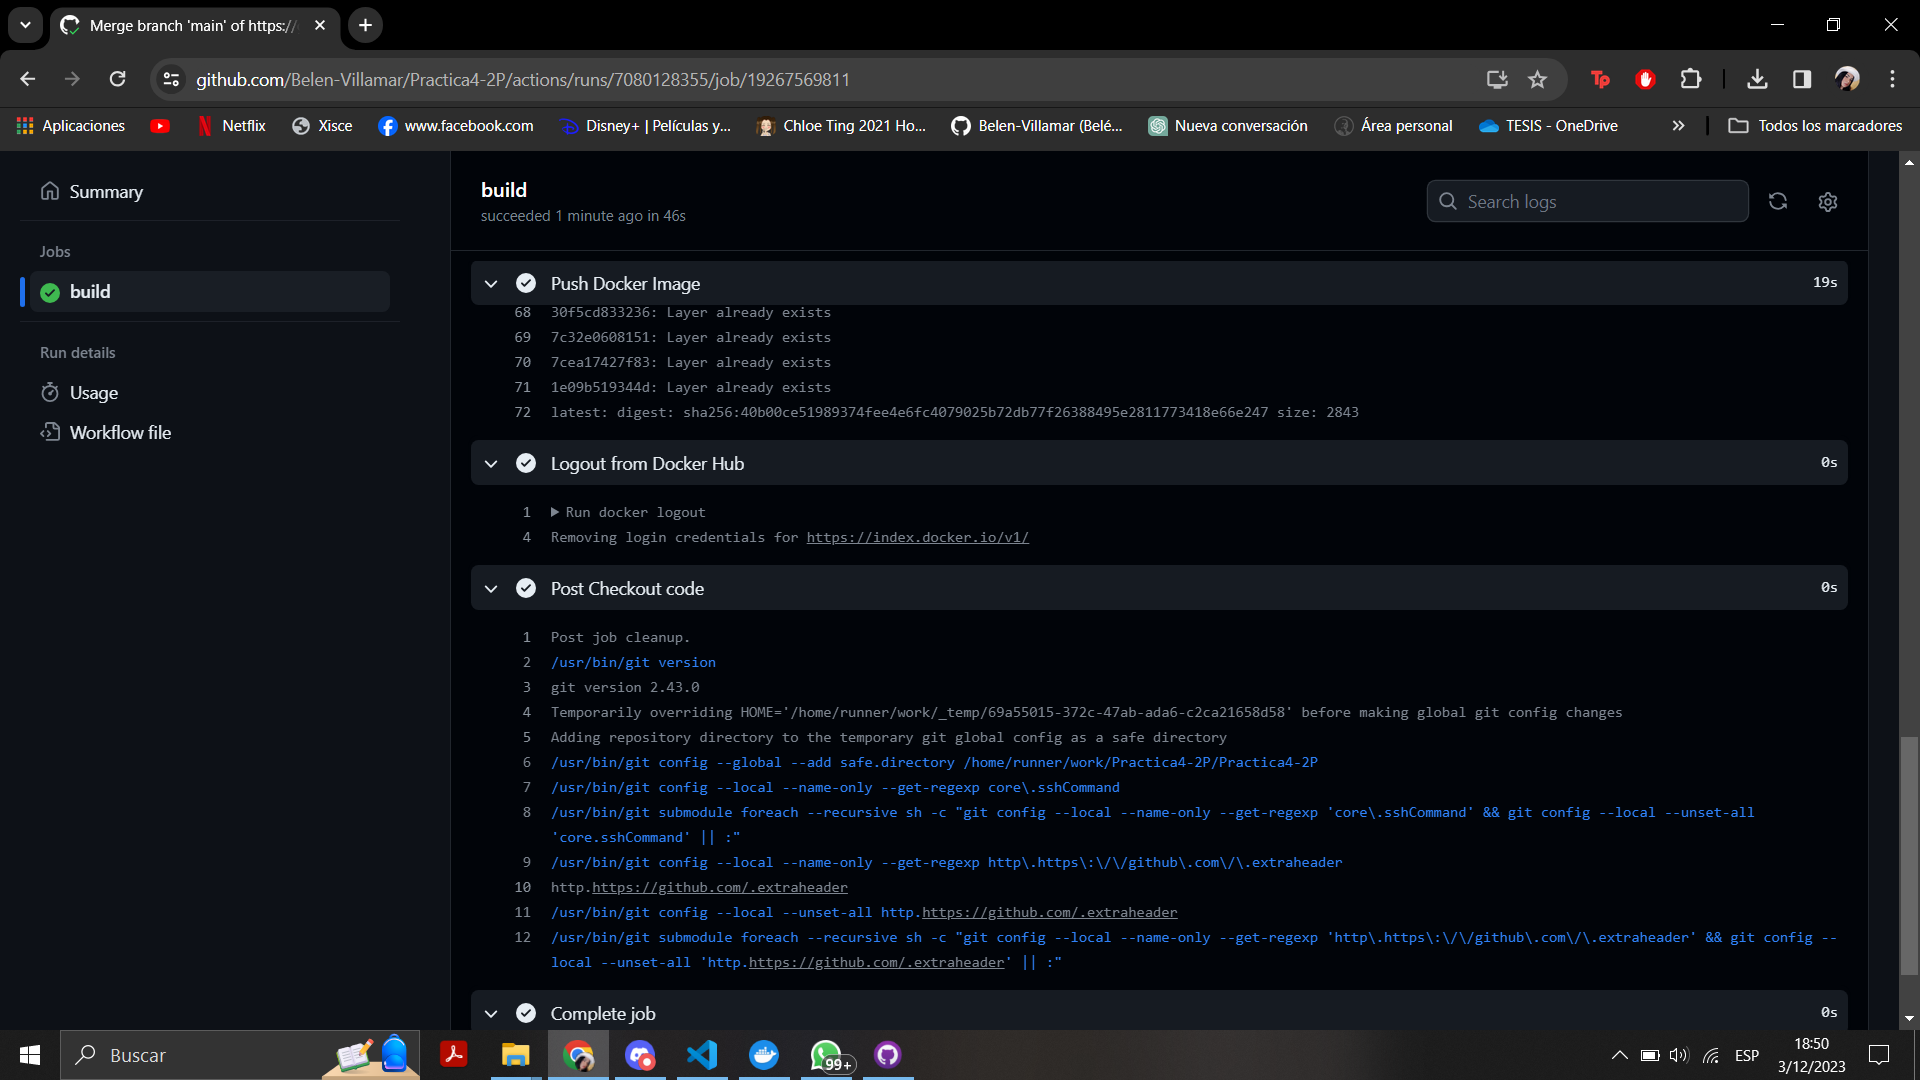 Merge branch 'main' of https://
github.com/Belen-Villamar/Practica4-2P/actions/runs/7080128355/job/19267569811
Tp
Aplicaciones
Netflix
Xisce
www.facebook.com
Disney+ | Películas y...
Chloe Ting 2021 Ho...
Belen-Villamar (Belé...
Nueva conversación
Área personal
TESIS - OneDrive
»
Todos los marcadores
Summary
Jobs
build
Run details
Usage
Workflow file
build
succeeded 1 minute ago in 46s
Search logs
Push Docker Image 19s
68 30f5cd833236: Layer already exists
69 7c32e0608151: Layer already exists
70 7cea17427f83: Layer already exists
71 1e09b519344d: Layer already exists
72 latest: digest: sha256:40b00ce51989374fee4e6fc4079025b72db77f26388495e2811773418e66e247 size: 2843
Logout from Docker Hub 0s
1 Run docker logout
4 Removing login credentials for https://index.docker.io/v1/
Post Checkout code 0s
1 Post job cleanup.
2 /usr/bin/git version
3 git version 2.43.0
4 Temporarily overriding HOME='/home/runner/work/_temp/69a55015-372c-47ab-ada6-c2ca21658d58' before making global git config changes
5 Adding repository directory to the temporary git global config as a safe directory
6 /usr/bin/git config --global --add safe.directory /home/runner/work/Practica4-2P/Practica4-2P
7 /usr/bin/git config --local --name-only --get-regexp core\.sshCommand
8 /usr/bin/git submodule foreach --recursive sh -c "git config --local --name-only --get-regexp 'core\.sshCommand' && git config --local --unset-all
'core.sshCommand' || :"
9 /usr/bin/git config --local --name-only --get-regexp http\.https\:\/\/github\.com\/\.extraheader
10 http.https://github.com/.extraheader
11 /usr/bin/git config --local --unset-all http.https://github.com/.extraheader
12 /usr/bin/git submodule foreach --recursive sh -c "git config --local --name-only --get-regexp 'http\.https\:\/\/github\.com\/\.extraheader' && git config --
local --unset-all 'http.https://github.com/.extraheader' || :"
Complete job 0s
Buscar
99+
ESP
18:50
3/12/2023